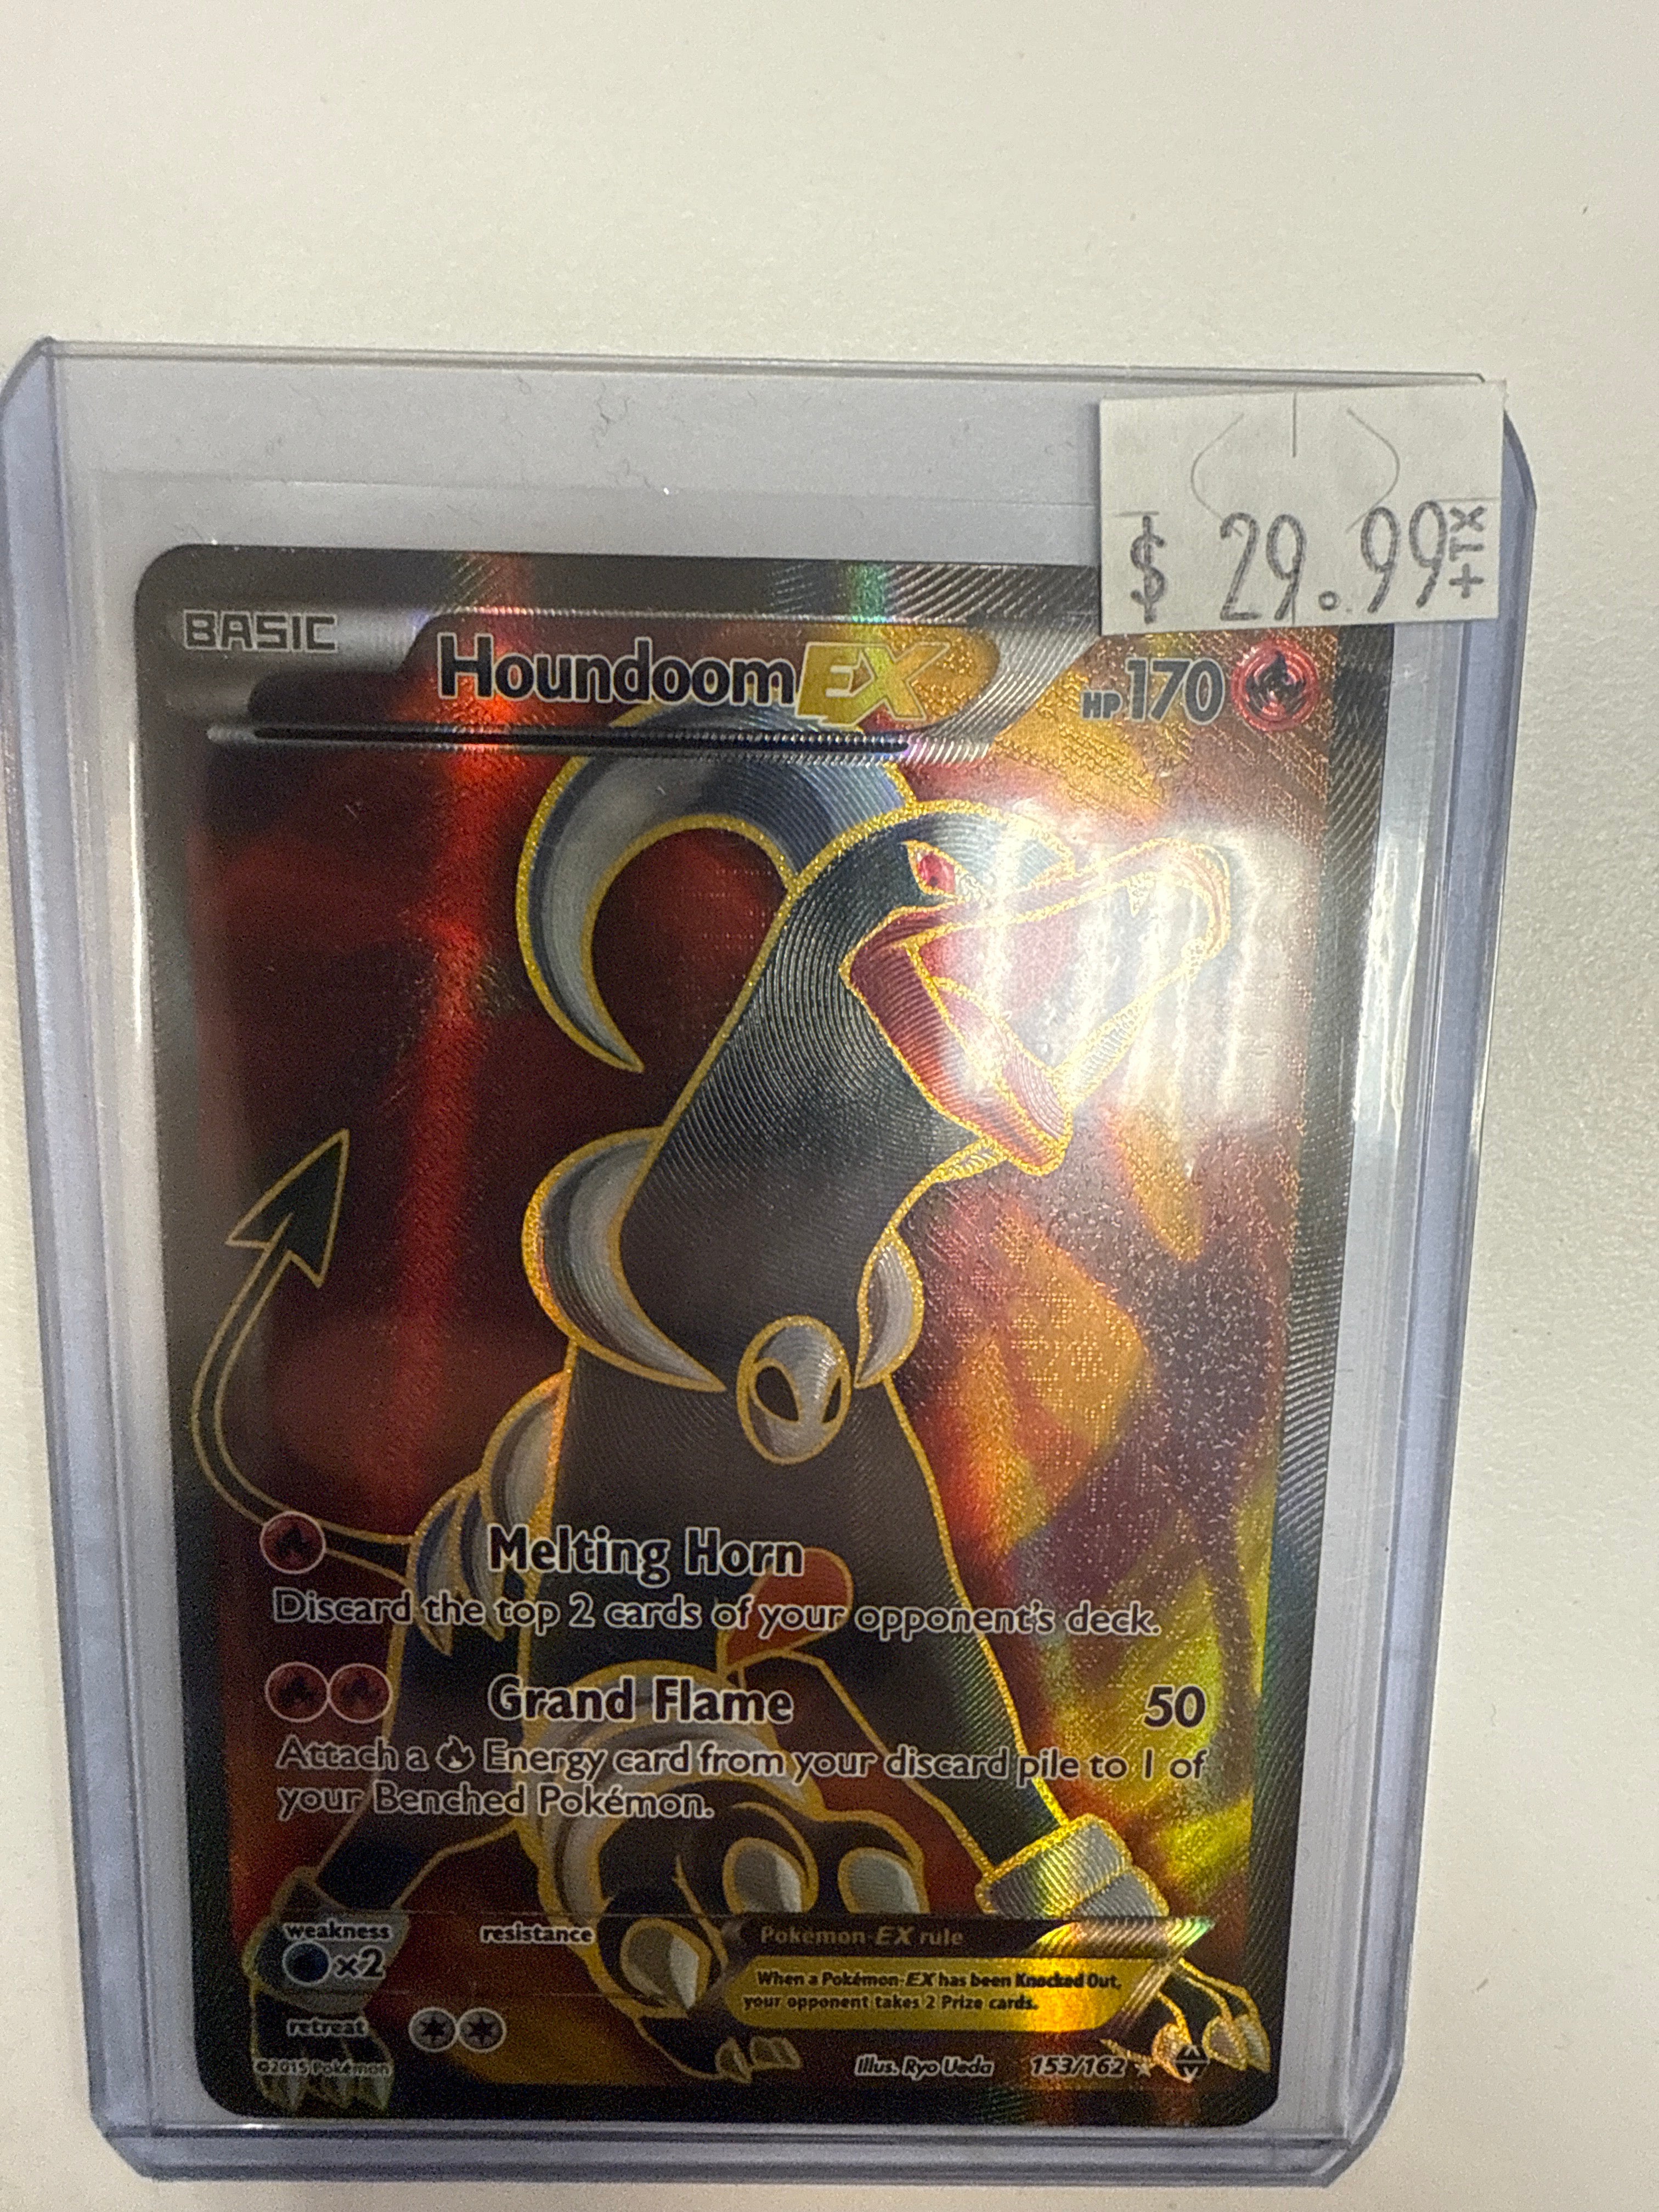 $ 29.99 +TX
BASIC
Houndoom EX
HP 170
Melting Horn
Discard the top 2 cards of your opponent's deck.
Grand Flame 50
Attach a Energy card from your discard pile to 1 of
your Benched Pokémon.
weakness resistance
×2
retreat
Pokémon-EX rule
When a Pokémon-EX has been Knocked Out,
your opponent takes 2 Prize cards.
©2015 Pokémon
Illus. Ryo Ueda 153/162 ★